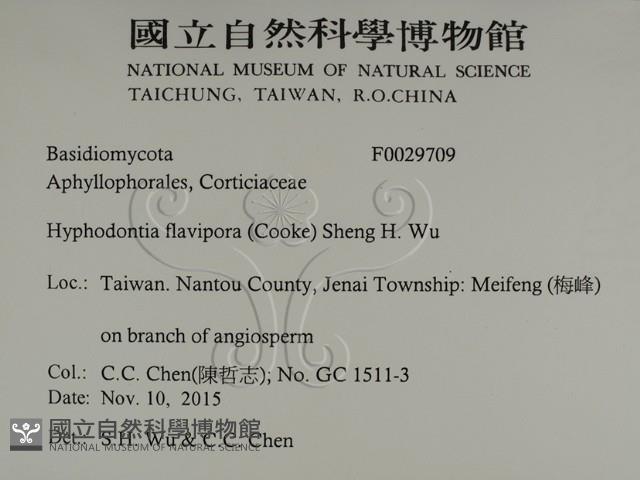 國立自然科學博物館
NATIONAL MUSEUM OF NATURAL SCIENCE
TAICHUNG, TAIWAN, R.O.CHINA
Basidiomycota F0029709
Aphyllophorales, Corticiaceae
Hyphodontia flavipora (Cooke) Sheng H. Wu
Loc.: Taiwan. Nantou County, Jenai Township: Meifeng (梅峰)
on branch of angiosperm
Col.: C.C. Chen(陳哲志); No. GC 1511-3
Date: Nov. 10, 2015
Det.: S.H. Wu & C.C. Chen
國立自然科學博物館
NATIONAL MUSEUM OF NATURAL SCIENCE